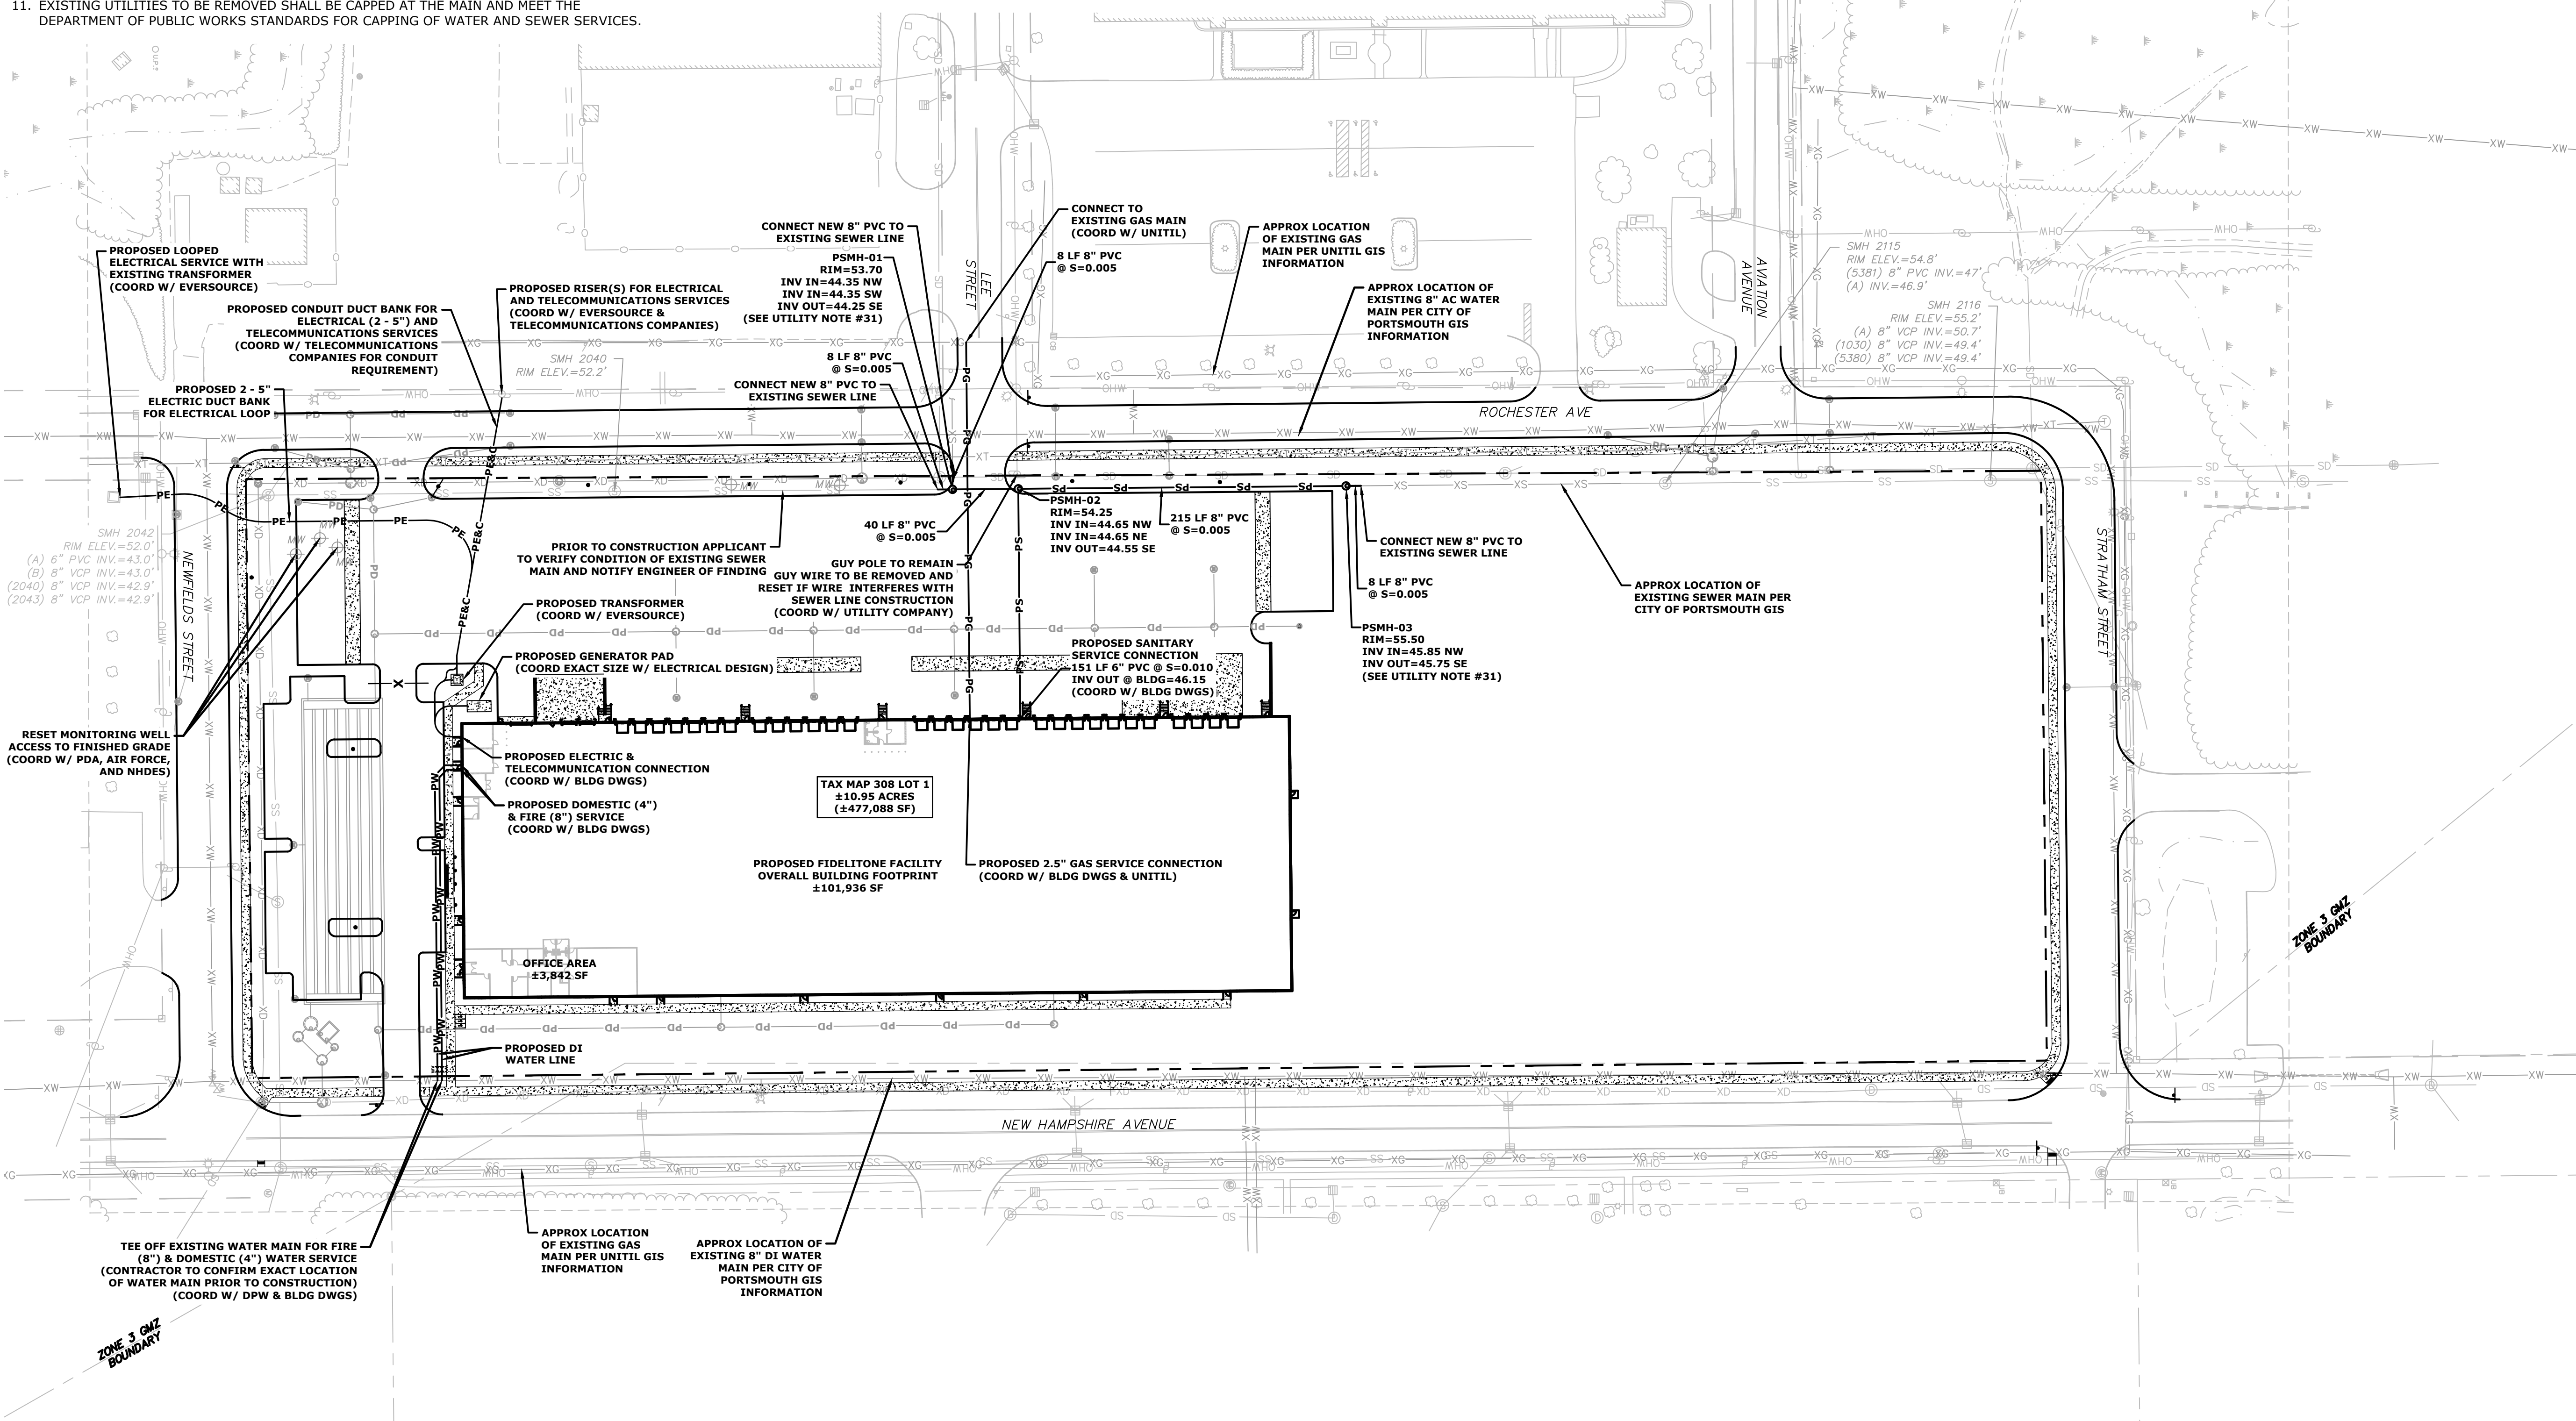 11. EXISTING UTILITIES TO BE REMOVED SHALL BE CAPPED AT THE MAIN AND MEET THE
DEPARTMENT OF PUBLIC WORKS STANDARDS FOR CAPPING OF WATER AND SEWER SERVICES.
PROPOSED LOOPED
ELECTRICAL SERVICE WITH
EXISTING TRANSFORMER
(COORD W/ EVERSOURCE)
PROPOSED CONDUIT DUCT BANK FOR
ELECTRICAL (2 - 5") AND
TELECOMMUNICATIONS SERVICES
(COORD W/ TELECOMMUNICATIONS
COMPANIES FOR CONDUIT
REQUIREMENT)
PROPOSED 2 - 5"
ELECTRIC DUCT BANK
FOR ELECTRICAL LOOP
PROPOSED RISER(S) FOR ELECTRICAL
AND TELECOMMUNICATIONS SERVICES
(COORD W/ EVERSOURCE &
TELECOMMUNICATIONS COMPANIES)
SMH 2040
RIM ELEV.=52.2'
CONNECT NEW 8" PVC TO
EXISTING SEWER LINE
PSMH-01
RIM=53.70
INV IN=44.35 NW
INV IN=44.35 SW
INV OUT=44.25 SE
(SEE UTILITY NOTE #31)
8 LF 8" PVC
@ S=0.005
CONNECT NEW 8" PVC TO
EXISTING SEWER LINE
LEE
STREET
CONNECT TO
EXISTING GAS MAIN
(COORD W/ UNITIL)
8 LF 8" PVC
@ S=0.005
APPROX LOCATION
OF EXISTING GAS
MAIN PER UNITIL GIS
INFORMATION
APPROX LOCATION OF
EXISTING 8" AC WATER
MAIN PER CITY OF
PORTSMOUTH GIS
INFORMATION
AVIATION
AVENUE
SMH 2115
RIM ELEV.=54.8'
(5381) 8" PVC INV.=47'
(A) INV.=46.9'
SMH 2116
RIM ELEV.=55.2'
(A) 8" VCP INV.=50.7'
(1030) 8" VCP INV.=49.4'
(5380) 8" VCP INV.=49.4'
ROCHESTER AVE
SMH 2042
RIM ELEV.=52.0'
(A) 6" PVC INV.=43.0'
(B) 8" VCP INV.=43.0'
(2040) 8" VCP INV.=42.9'
(2043) 8" VCP INV.=42.9'
NEWFIELDS STREET
PRIOR TO CONSTRUCTION APPLICANT
TO VERIFY CONDITION OF EXISTING SEWER
MAIN AND NOTIFY ENGINEER OF FINDING
40 LF 8" PVC
@ S=0.005
PSMH-02
RIM=54.25
INV IN=44.65 NW
INV IN=44.65 NE
INV OUT=44.55 SE
215 LF 8" PVC
@ S=0.005
GUY POLE TO REMAIN
GUY WIRE TO BE REMOVED AND
RESET IF WIRE INTERFERES WITH
SEWER LINE CONSTRUCTION
(COORD W/ UTILITY COMPANY)
CONNECT NEW 8" PVC TO
EXISTING SEWER LINE
8 LF 8" PVC
@ S=0.005
PSMH-03
RIM=55.50
INV IN=45.85 NW
INV OUT=45.75 SE
(SEE UTILITY NOTE #31)
APPROX LOCATION OF
EXISTING SEWER MAIN PER
CITY OF PORTSMOUTH GIS
STRATHAM STREET
PROPOSED TRANSFORMER
(COORD W/ EVERSOURCE)
PROPOSED GENERATOR PAD
(COORD EXACT SIZE W/ ELECTRICAL DESIGN)
PROPOSED SANITARY
SERVICE CONNECTION
151 LF 6" PVC @ S=0.010
INV OUT @ BLDG=46.15
(COORD W/ BLDG DWGS)
RESET MONITORING WELL
ACCESS TO FINISHED GRADE
(COORD W/ PDA, AIR FORCE,
AND NHDES)
PROPOSED ELECTRIC &
TELECOMMUNICATION CONNECTION
(COORD W/ BLDG DWGS)
PROPOSED DOMESTIC (4")
& FIRE (8") SERVICE
(COORD W/ BLDG DWGS)
TAX MAP 308 LOT 1
±10.95 ACRES
(±477,088 SF)
PROPOSED FIDELITONE FACILITY
OVERALL BUILDING FOOTPRINT
±101,936 SF
PROPOSED 2.5" GAS SERVICE CONNECTION
(COORD W/ BLDG DWGS & UNITIL)
OFFICE AREA
±3,842 SF
ZONE 3 GMZ
BOUNDARY
PROPOSED DI
WATER LINE
NEW HAMPSHIRE AVENUE
TEE OFF EXISTING WATER MAIN FOR FIRE
(8") & DOMESTIC (4") WATER SERVICE
(CONTRACTOR TO CONFIRM EXACT LOCATION
OF WATER MAIN PRIOR TO CONSTRUCTION)
(COORD W/ DPW & BLDG DWGS)
APPROX LOCATION
OF EXISTING GAS
MAIN PER UNITIL GIS
INFORMATION
APPROX LOCATION OF
EXISTING 8" DI WATER
MAIN PER CITY OF
PORTSMOUTH GIS
INFORMATION
ZONE 3 GMZ
BOUNDARY